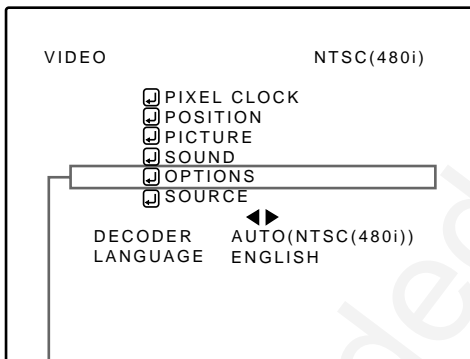 VIDEO NTSC(480i)
PIXEL CLOCK
POSITION
PICTURE
SOUND
OPTIONS
SOURCE
DECODER AUTO(NTSC(480i))
LANGUAGE ENGLISH